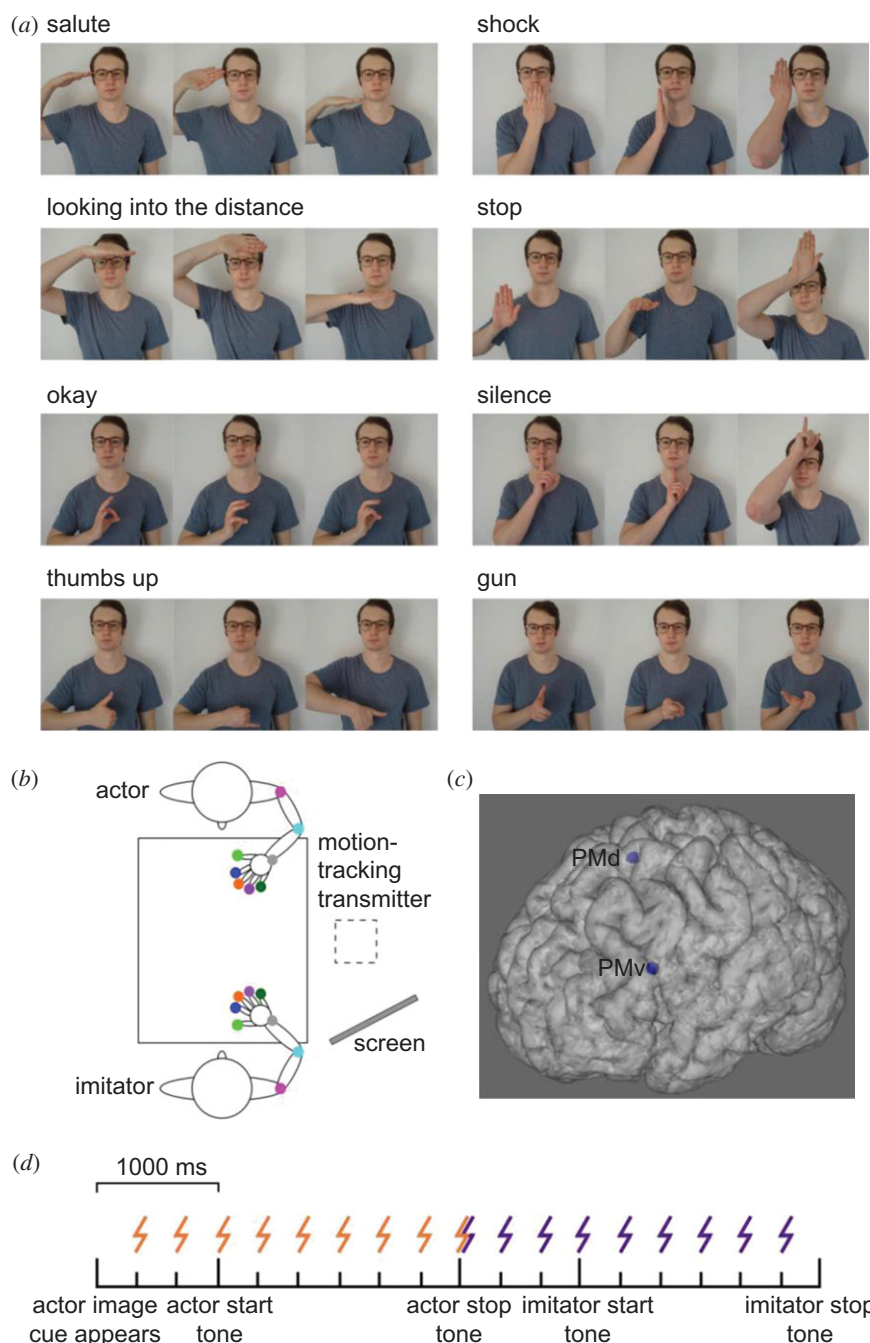 (a) salute
shock
looking into the distance
stop
okay
silence
thumbs up
gun
(b)
actor
motion-
tracking
transmitter
screen
imitator
(c)
PMd
PMv
(d)
1000 ms
actor image
cue appears
actor start
tone
actor stop
tone
imitator start
tone
imitator stop
tone